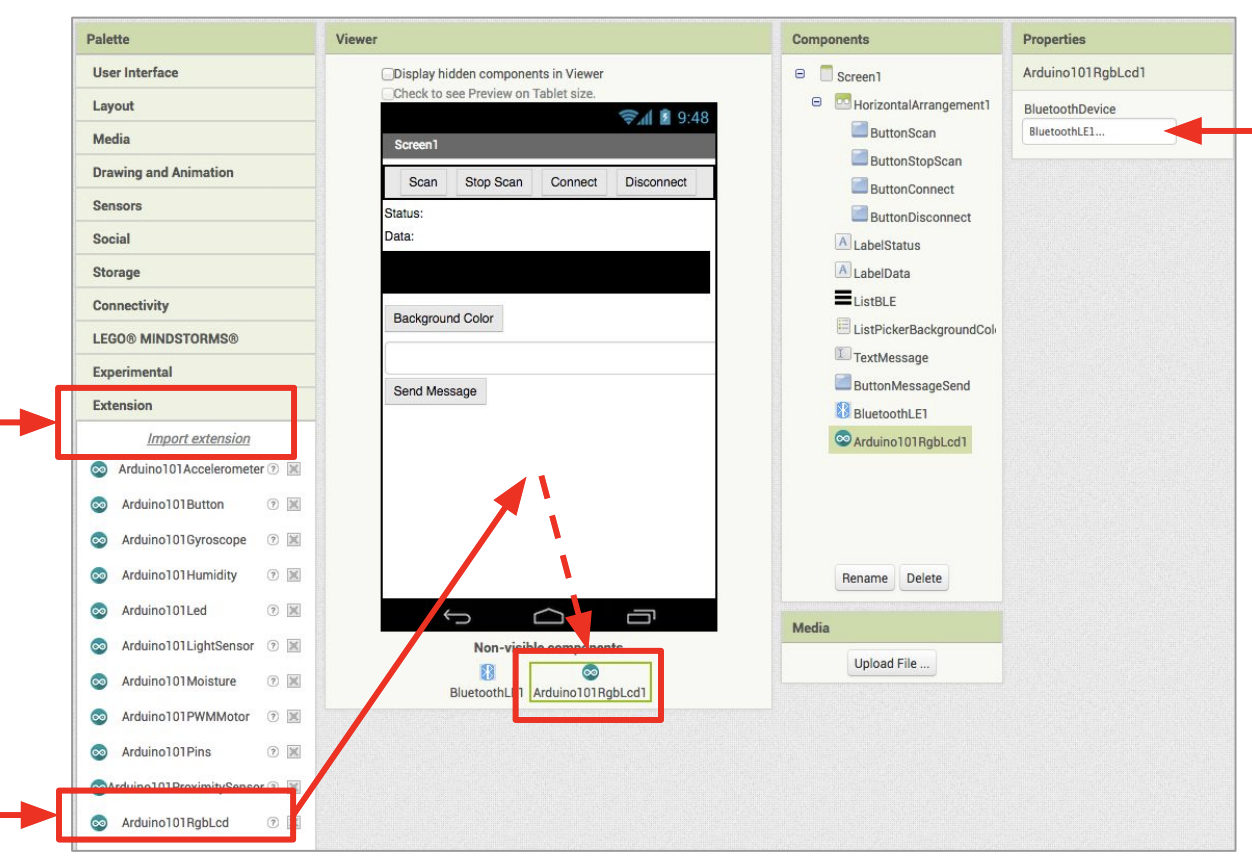 Palette
User Interface
Layout
Media
Drawing and Animation
Sensors
Social
Storage
Connectivity
LEGO® MINDSTORMS®
Experimental
Extension
Import extension
Arduino101Accelerometer
Arduino101Button
Arduino101Gyroscope
Arduino101Humidity
Arduino101Led
Arduino101LightSensor
Arduino101Moisture
Arduino101PWMMotor
Arduino101Pins
Arduino101ProximitySensor
Arduino101RgbLcd
Viewer
Display hidden components in Viewer
Check to see Preview on Tablet size.
9:48
Screen1
Scan Stop Scan Connect Disconnect
Status:
Data:
Background Color
Send Message
Non-visible components
BluetoothLE1 Arduino101RgbLcd1
Components
Screen1
HorizontalArrangement1
ButtonScan
ButtonStopScan
ButtonConnect
ButtonDisconnect
LabelStatus
LabelData
ListBLE
ListPickerBackgroundColo
TextMessage
ButtonMessageSend
BluetoothLE1
Arduino101RgbLcd1
Rename Delete
Media
Upload File ...
Properties
Arduino101RgbLcd1
BluetoothDevice
BluetoothLE1...